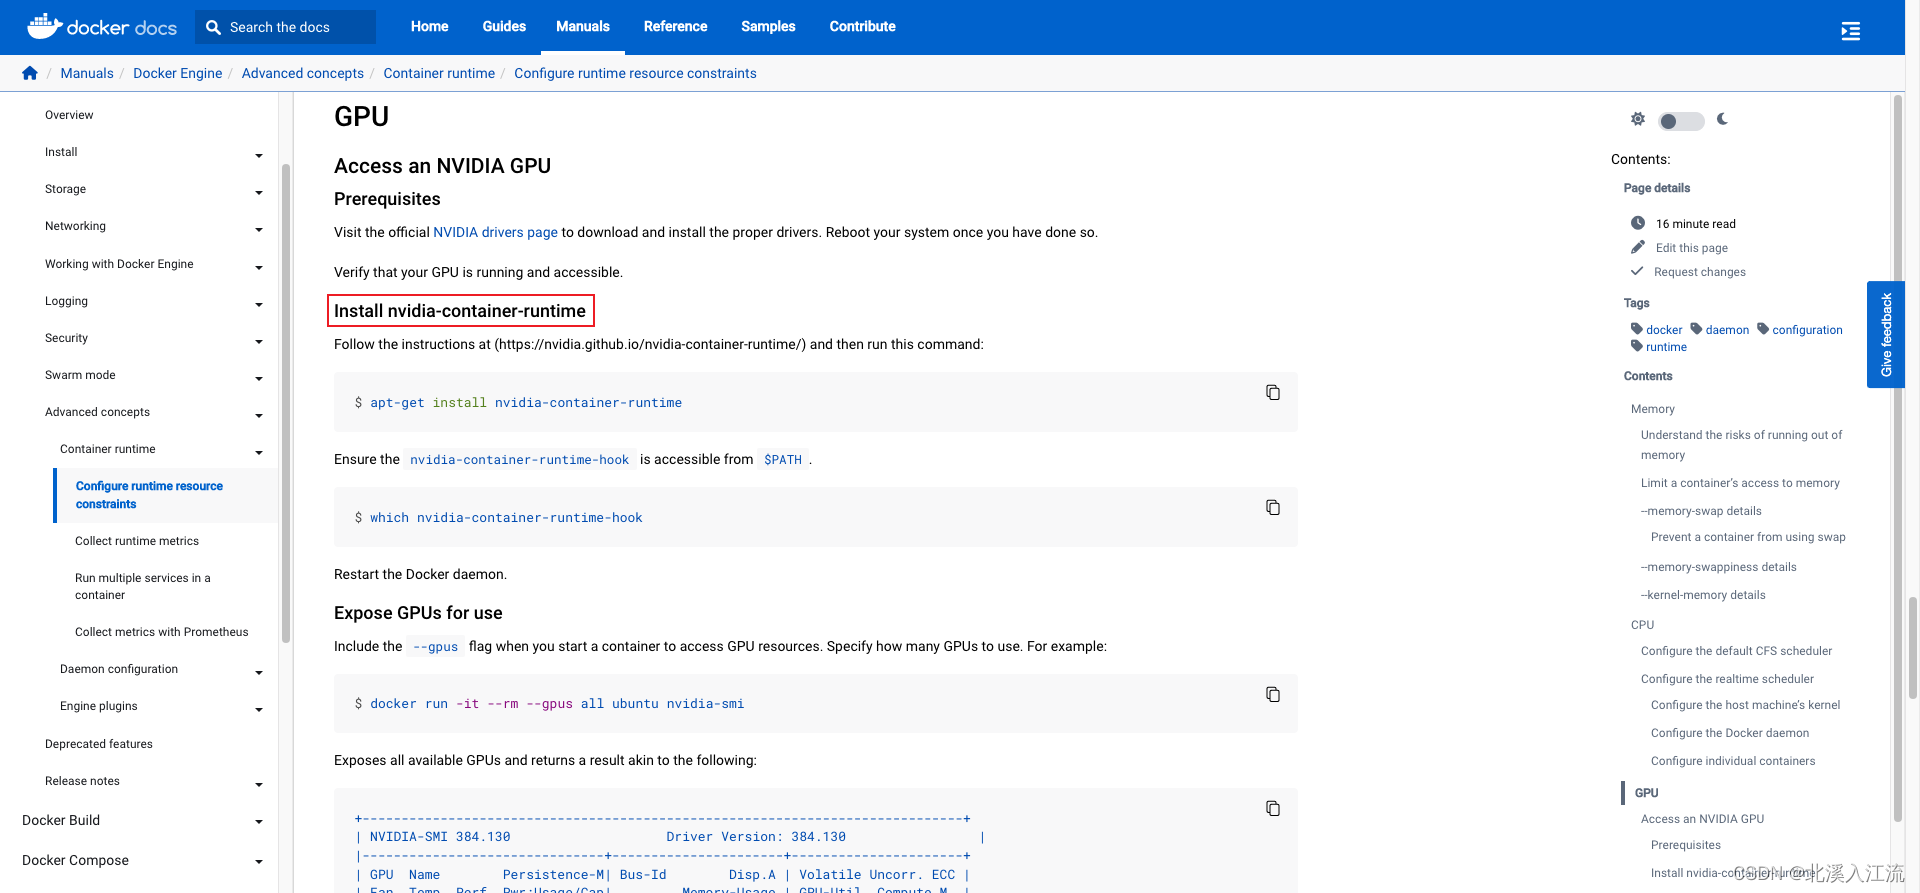 docker docs
Search the docs
Home
Guides
Manuals
Reference
Samples
Contribute
/ Manuals / Docker Engine / Advanced concepts / Container runtime / Configure runtime resource constraints
Overview
Install
Storage
Networking
Working with Docker Engine
Logging
Security
Swarm mode
Advanced concepts
Container runtime
Configure runtime resource
constraints
Collect runtime metrics
Run multiple services in a
container
Collect metrics with Prometheus
Daemon configuration
Engine plugins
Deprecated features
Release notes
Docker Build
Docker Compose
GPU
Access an NVIDIA GPU
Prerequisites
Visit the official NVIDIA drivers page to download and install the proper drivers. Reboot your system once you have done so.
Verify that your GPU is running and accessible.
Install nvidia-container-runtime
Follow the instructions at (https://nvidia.github.io/nvidia-container-runtime/) and then run this command:
$ apt-get install nvidia-container-runtime
Ensure the nvidia-container-runtime-hook is accessible from $PATH .
$ which nvidia-container-runtime-hook
Restart the Docker daemon.
Expose GPUs for use
Include the --gpus flag when you start a container to access GPU resources. Specify how many GPUs to use. For example:
$ docker run -it --rm --gpus all ubuntu nvidia-smi
Exposes all available GPUs and returns a result akin to the following:
+-----------------------------------------------------------------------------+
| NVIDIA-SMI 384.130                    Driver Version: 384.130                 |
|-------------------------------+----------------------+----------------------+
| GPU  Name        Persistence-M| Bus-Id        Disp.A | Volatile Uncorr. ECC |
| Fan  Temp  Perf  Pwr:Usage/Cap|         Memory-Usage | GPU-Util  Compute M. |
Contents:
Page details
16 minute read
Edit this page
Request changes
Tags
docker daemon configuration
runtime
Contents
Memory
Understand the risks of running out of
memory
Limit a container's access to memory
--memory-swap details
Prevent a container from using swap
--memory-swappiness details
--kernel-memory details
CPU
Configure the default CFS scheduler
Configure the realtime scheduler
Configure the host machine's kernel
Configure the Docker daemon
Configure individual containers
GPU
Access an NVIDIA GPU
Prerequisites
Install nvidia-container-runtime
Give feedback
CSDN @北溪入江流